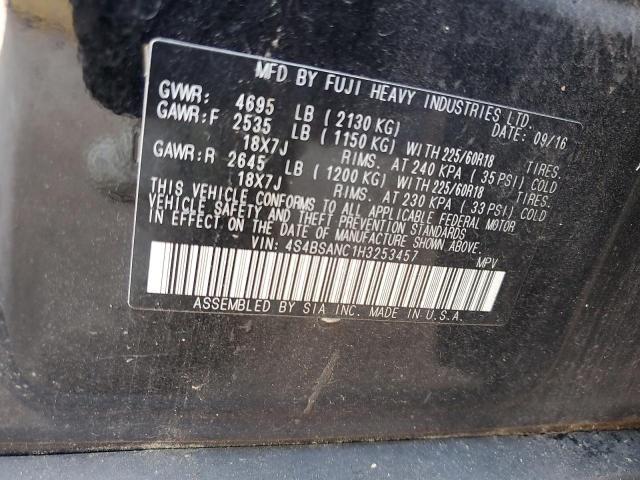 MFD BY FUJI HEAVY INDUSTRIES LTD.
GVWR: 4695 LB (2130 KG) DATE: 09/16
GAWR:F 2535 LB (1150 KG) WITH 225/60R18 TIRES.
18X7J RIMS. AT 240 KPA (35 PSI) COLD
GAWR:R 2645 LB (1200 KG) WITH 225/60R18 TIRES.
18X7J RIMS. AT 230 KPA (33 PSI) COLD
THIS VEHICLE CONFORMS TO ALL APPLICABLE FEDERAL MOTOR
VEHICLE SAFETY AND THEFT PREVENTION STANDARDS
IN EFFECT ON THE DATE OF MANUFACTURE SHOWN ABOVE.
VIN: 4S4BSANC1H3253457 MPV
ASSEMBLED BY SIA INC. MADE IN U.S.A.